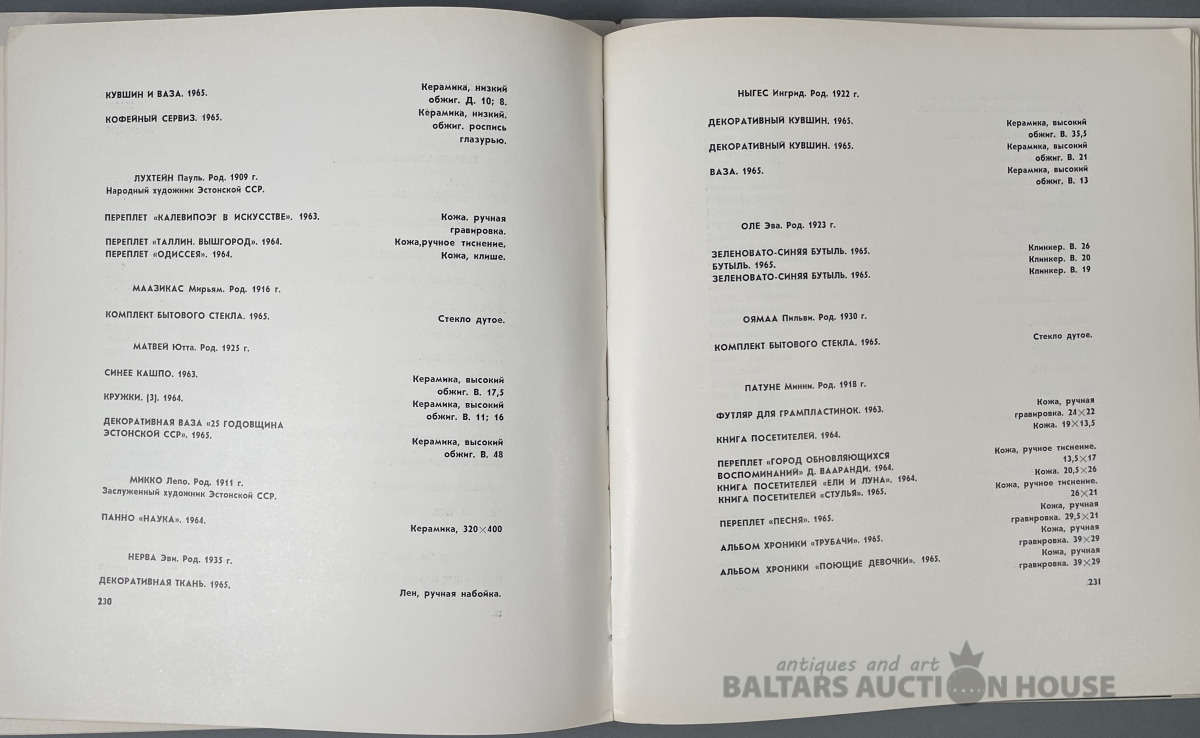 КУВШИН И ВАЗА. 1965. Керамика, низкий
обжиг. Д. 10; 8.
КОФЕЙНЫЙ СЕРВИЗ. 1965. Керамика, низкий.
обжиг. роспись
глазурью.
ЛУХТЕЙН Пауль. Род. 1909 г.
Народный художник Эстонской ССР.
ПЕРЕПЛЕТ «КАЛЕВИПОЭГ В ИСКУССТВЕ». 1963. Кожа. ручная
гравировка.
ПЕРЕПЛЕТ «ТАЛЛИН. ВЫШГОРОД». 1964. Кожа,ручное тиснение.
ПЕРЕПЛЕТ «ОДИССЕЯ». 1964. Кожа, клише.
МААЗИКАС Мирьям. Род. 1916 г.
КОМПЛЕКТ БЫТОВОГО СТЕКЛА. 1965. Стекло дутое.
МАТВЕЙ Ютта. Род. 1925 г.
СИНЕЕ КАШПО. 1963. Керамика, высокий
обжиг. В. 17,5
КРУЖКИ. (3). 1964. Керамика, высокий
обжиг. В. 11; 16
ДЕКОРАТИВНАЯ ВАЗА «25 ГОДОВЩИНА
ЭСТОНСКОЙ ССР». 1965. Керамика, высокий
обжиг. В. 48
МИККО Лепо. Род. 1911 г.
Заслуженный художник Эстонской ССР.
ПАННО «НАУКА». 1964. Керамика, 320×400
НЕРВА Эви. Род. 1935 г.
ДЕКОРАТИВНАЯ ТКАНЬ. 1965. Лен, ручная набойка.
230
НЫГЕС Ингрид. Род. 1922 г.
ДЕКОРАТИВНЫЙ КУВШИН. 1965. Керамика, высокий
обжиг. В. 35,5
ДЕКОРАТИВНЫЙ КУВШИН. 1965. Керамика, высокий
обжиг. В. 21
ВАЗА. 1965. Керамика, высокий
обжиг. В. 13
ОЛЕ Эва. Род. 1923 г.
ЗЕЛЕНОВАТО-СИНЯЯ БУТЫЛЬ. 1965. Клинкер. В. 26
БУТЫЛЬ. 1965. Клинкер. В. 20
ЗЕЛЕНОВАТО-СИНЯЯ БУТЫЛЬ. 1965. Клинкер. В. 19
ОЯМАА Пильви. Род. 1930 г.
КОМПЛЕКТ БЫТОВОГО СТЕКЛА. 1965. Стекло дутое.
ПАТУНЕ Минни. Род. 1918 г.
ФУТЛЯР ДЛЯ ГРАМПЛАСТИНОК. 1963. Кожа, ручная
гравировка. 24×22
КНИГА ПОСЕТИТЕЛЕЙ. 1964. Кожа. 19×13,5
ПЕРЕПЛЕТ «ГОРОД ОБНОВЛЯЮЩИХСЯ Кожа, ручное тиснение.
ВОСПОМИНАНИЙ» Д. ВААРАНДИ. 1964. 13,5×17
КНИГА ПОСЕТИТЕЛЕЙ «ЕЛИ И ЛУНА». 1964. Кожа. 20,5×26
КНИГА ПОСЕТИТЕЛЕЙ «СТУЛЬЯ». 1965. Кожа, ручное тиснение.
26×21
ПЕРЕПЛЕТ «ПЕСНЯ». 1965. Кожа, ручная
гравировка. 29,5×21
АЛЬБОМ ХРОНИКИ «ТРУБАЧИ». 1965. Кожа, ручная
гравировка. 39×29
АЛЬБОМ ХРОНИКИ «ПОЮЩИЕ ДЕВОЧКИ». 1965. Кожа, ручная
гравировка. 39×29
231
antiques and art
BALTARS AUCTION HOUSE